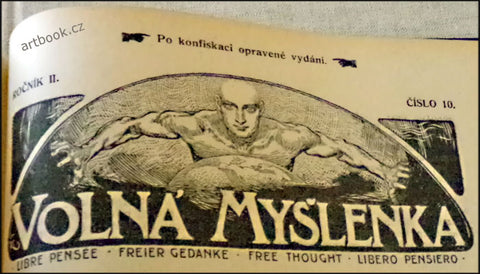 artbook.cz
Po konfiskaci opravené vydání.
ROČNÍK II.
ČÍSLO 10.
VOLNÁ MYŠLENKA
LIBRE PENSÉE · FREIER GEDANKE · FREE THOUGHT · LIBERO PENSIERO ·